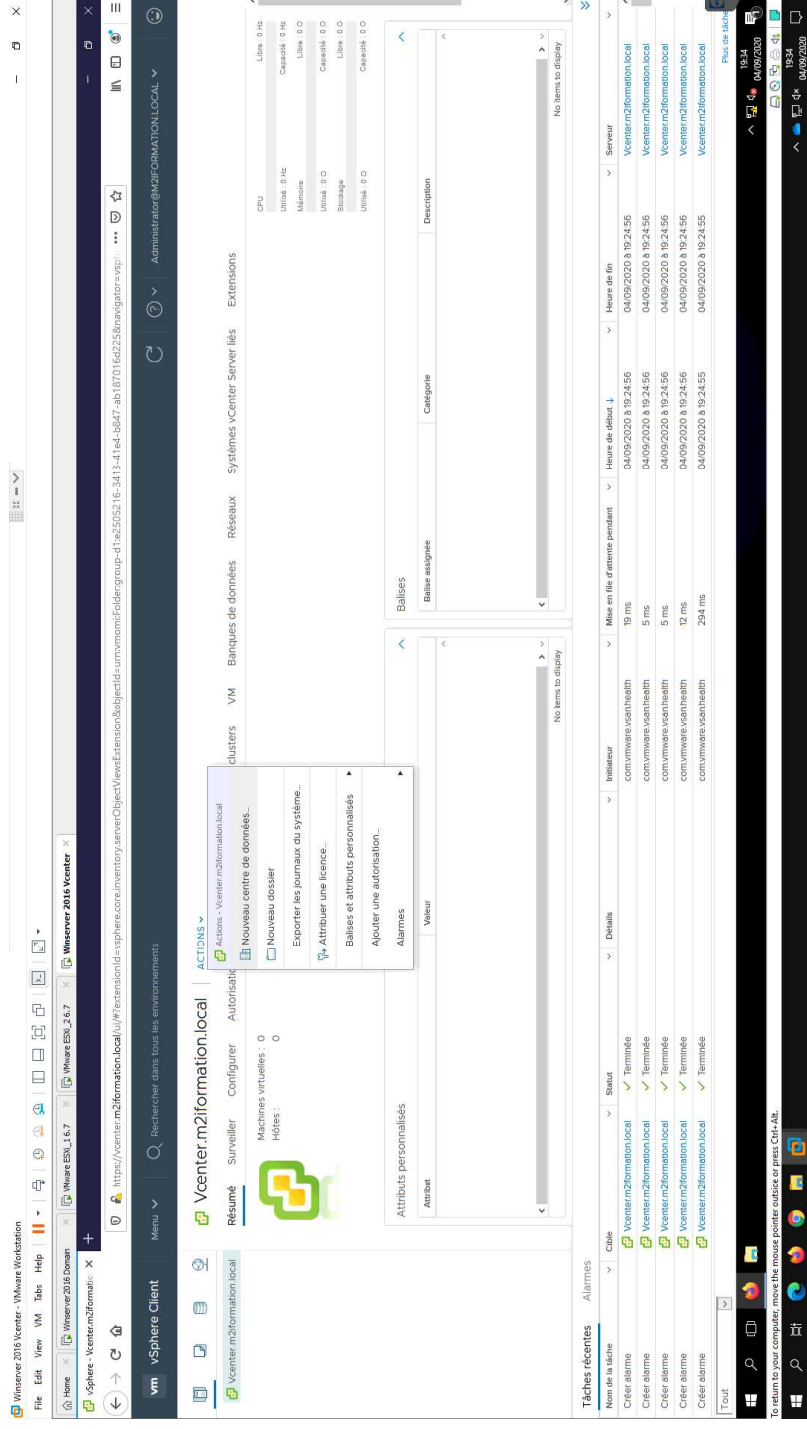 Winserver 2016 Vcenter - VMware Workstation
File Edit View VM Tabs Help
Home Winserver2016 Domain VMware ESXi_1 6.7 VMware ESXi_2 6.7 Winserver 2016 Vcenter
vSphere - Vcenter.m2iformatic
https://vcenter.m2iformation.local/ui/#?extensionId=vsphere.core.inventory.serverObjectViewsExtension&objectId=urn:vmomi:Folder:group-d1:e2505216-3413-41e4-b847-ab187016d225&navigator=vsph
vm vSphere Client Menu Rechercher dans tous les environnements Administrator@M2IFORMATION.LOCAL
Vcenter.m2iformation.local
Vcenter.m2iformation.local ACTIONS
Résumé Surveiller Configurer Autorisatic clusters VM Banques de données Réseaux Systèmes vCenter Server liés Extensions
Actions - Vcenter.m2iformation.local
Nouveau centre de données...
Nouveau dossier
Exporter les journaux du système...
Attribuer une licence...
Balises et attributs personnalisés
Ajouter une autorisation...
Alarmes
Machines virtuelles : 0
Hôtes : 0
CPU Libre : 0 Hz
Utilisé : 0 Hz Capacité : 0 Hz
Mémoire Libre : 0 O
Utilisé : 0 O Capacité : 0 O
Stockage Libre : 0 O
Utilisé : 0 O Capacité : 0 O
Attributs personnalisés
Attribut Valeur
No items to display
Balises
Balise assignée Catégorie Description
No items to display
Tâches récentes Alarmes
Nom de la tâche Cible Statut Détails Initiateur Mise en file d'attente pendant Heure de début Heure de fin Serveur
Créer alarme Vcenter.m2iformation.local Terminée com.vmware.vsan.health 19 ms 04/09/2020 à 19:24:56 04/09/2020 à 19:24:56 Vcenter.m2iformation.local
Créer alarme Vcenter.m2iformation.local Terminée com.vmware.vsan.health 5 ms 04/09/2020 à 19:24:56 04/09/2020 à 19:24:56 Vcenter.m2iformation.local
Créer alarme Vcenter.m2iformation.local Terminée com.vmware.vsan.health 5 ms 04/09/2020 à 19:24:56 04/09/2020 à 19:24:56 Vcenter.m2iformation.local
Créer alarme Vcenter.m2iformation.local Terminée com.vmware.vsan.health 12 ms 04/09/2020 à 19:24:56 04/09/2020 à 19:24:56 Vcenter.m2iformation.local
Créer alarme Vcenter.m2iformation.local Terminée com.vmware.vsan.health 294 ms 04/09/2020 à 19:24:55 04/09/2020 à 19:24:55 Vcenter.m2iformation.local
Tout Plus de tâche
19:34
04/09/2020
To return to your computer, move the mouse pointer outside or press Ctrl+Alt.
19:34
04/09/2020